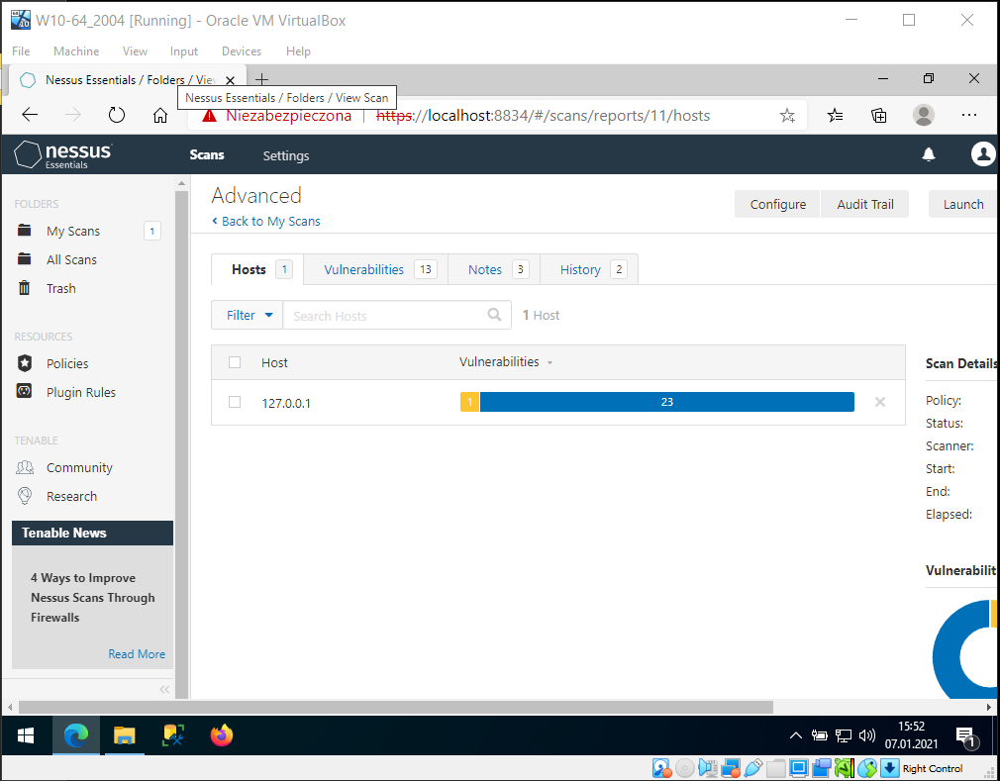 W10-64_2004 [Running] - Oracle VM VirtualBox
File Machine View Input Devices Help
Nessus Essentials / Folders / View
Nessus Essentials / Folders / View Scan
Niezabezpieczona | https://localhost:8834/#/scans/reports/11/hosts
nessus
Essentials
Scans Settings
FOLDERS
My Scans 1
All Scans
Trash
RESOURCES
Policies
Plugin Rules
TENABLE
Community
Research
Tenable News
4 Ways to Improve
Nessus Scans Through
Firewalls
Read More
Advanced
Back to My Scans
Configure Audit Trail Launch
Hosts 1 Vulnerabilities 13 Notes 3 History 2
Filter Search Hosts 1 Host
Host Vulnerabilities
127.0.0.1 1 23
Scan Details
Policy:
Status:
Scanner:
Start:
End:
Elapsed:
Vulnerabilit
15:52
07.01.2021
1
Right Control